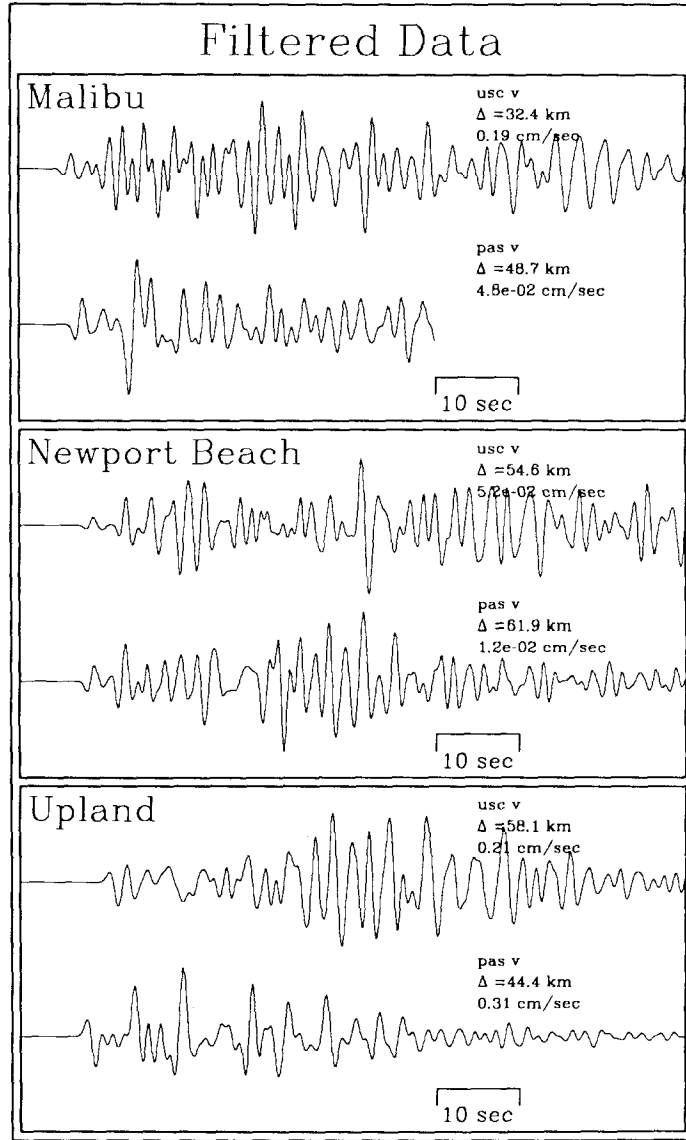 Filtered Data
Malibu
usc v
Δ =32.4 km
0.19 cm/sec
pas v
Δ =48.7 km
4.8e-02 cm/sec
10 sec
Newport Beach
usc v
Δ =54.6 km
5.2e-02 cm/sec
pas v
Δ =61.9 km
1.2e-02 cm/sec
10 sec
Upland
usc v
Δ =58.1 km
0.21 cm/sec
pas v
Δ =44.4 km
0.31 cm/sec
10 sec